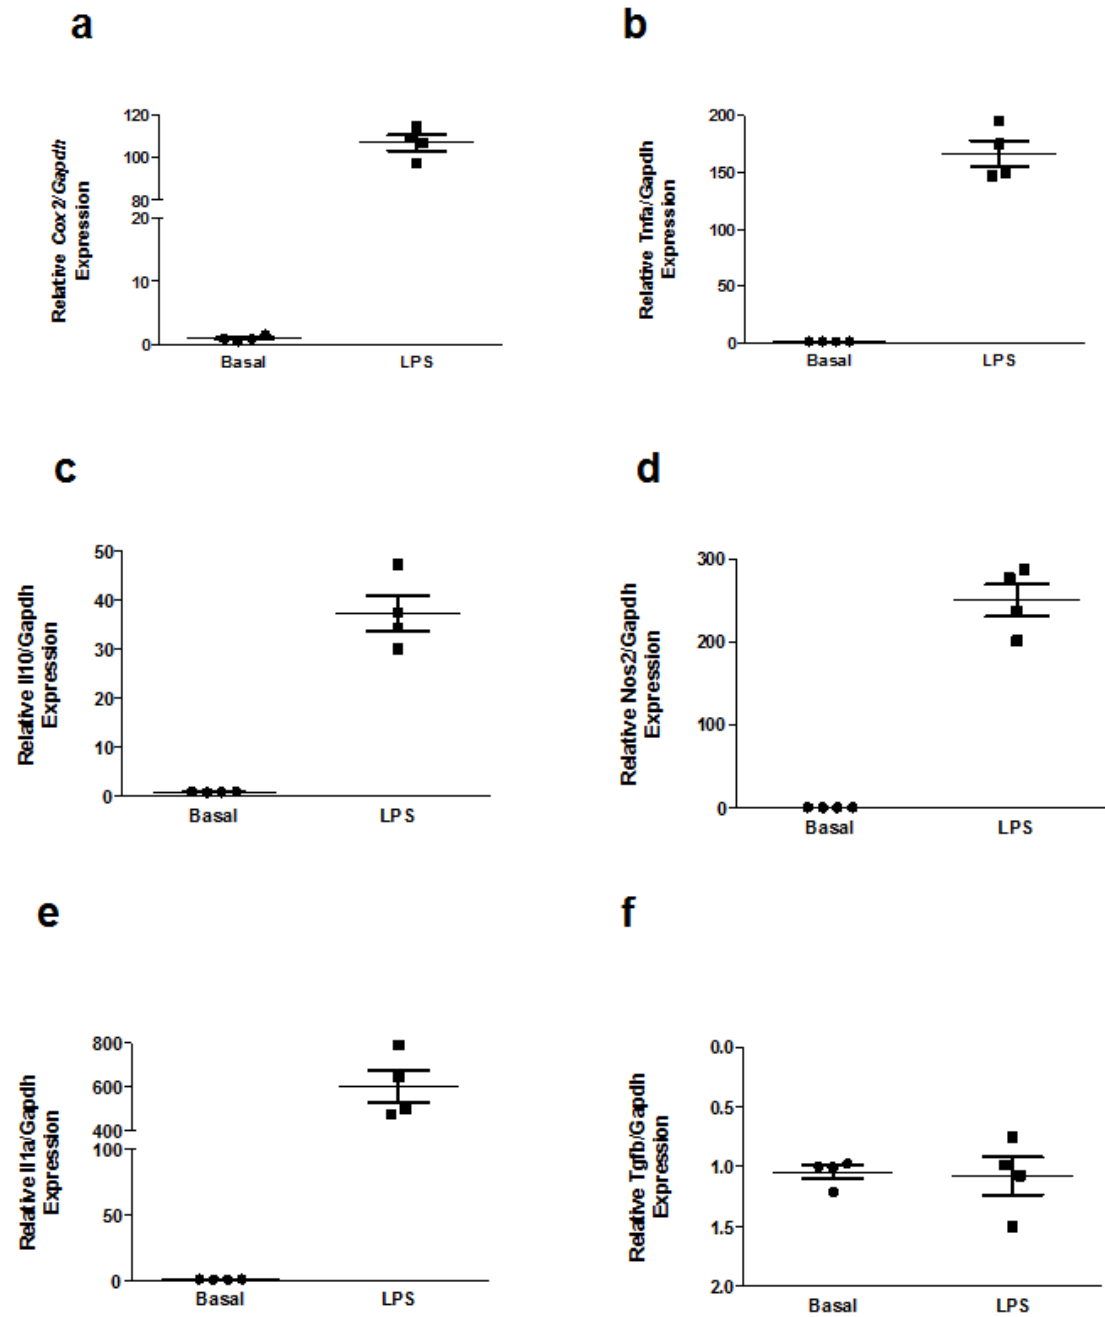 a
b
Relative Cox2/Gapdh
Expression
120
100
80
20
10
0
Basal
LPS
Relative Tnfa/Gapdh
Expression
200
150
100
50
0
Basal
LPS
c
d
Relative Il10/Gapdh
Expression
50
40
30
20
10
0
Basal
LPS
Relative Nos2/Gapdh
Expression
300
200
100
0
Basal
LPS
e
f
Relative Il1a/Gapdh
Expression
800
600
400
100
50
0
Basal
LPS
Relative Tgfb/Gapdh
Expression
0.0
0.5
1.0
1.5
2.0
Basal
LPS